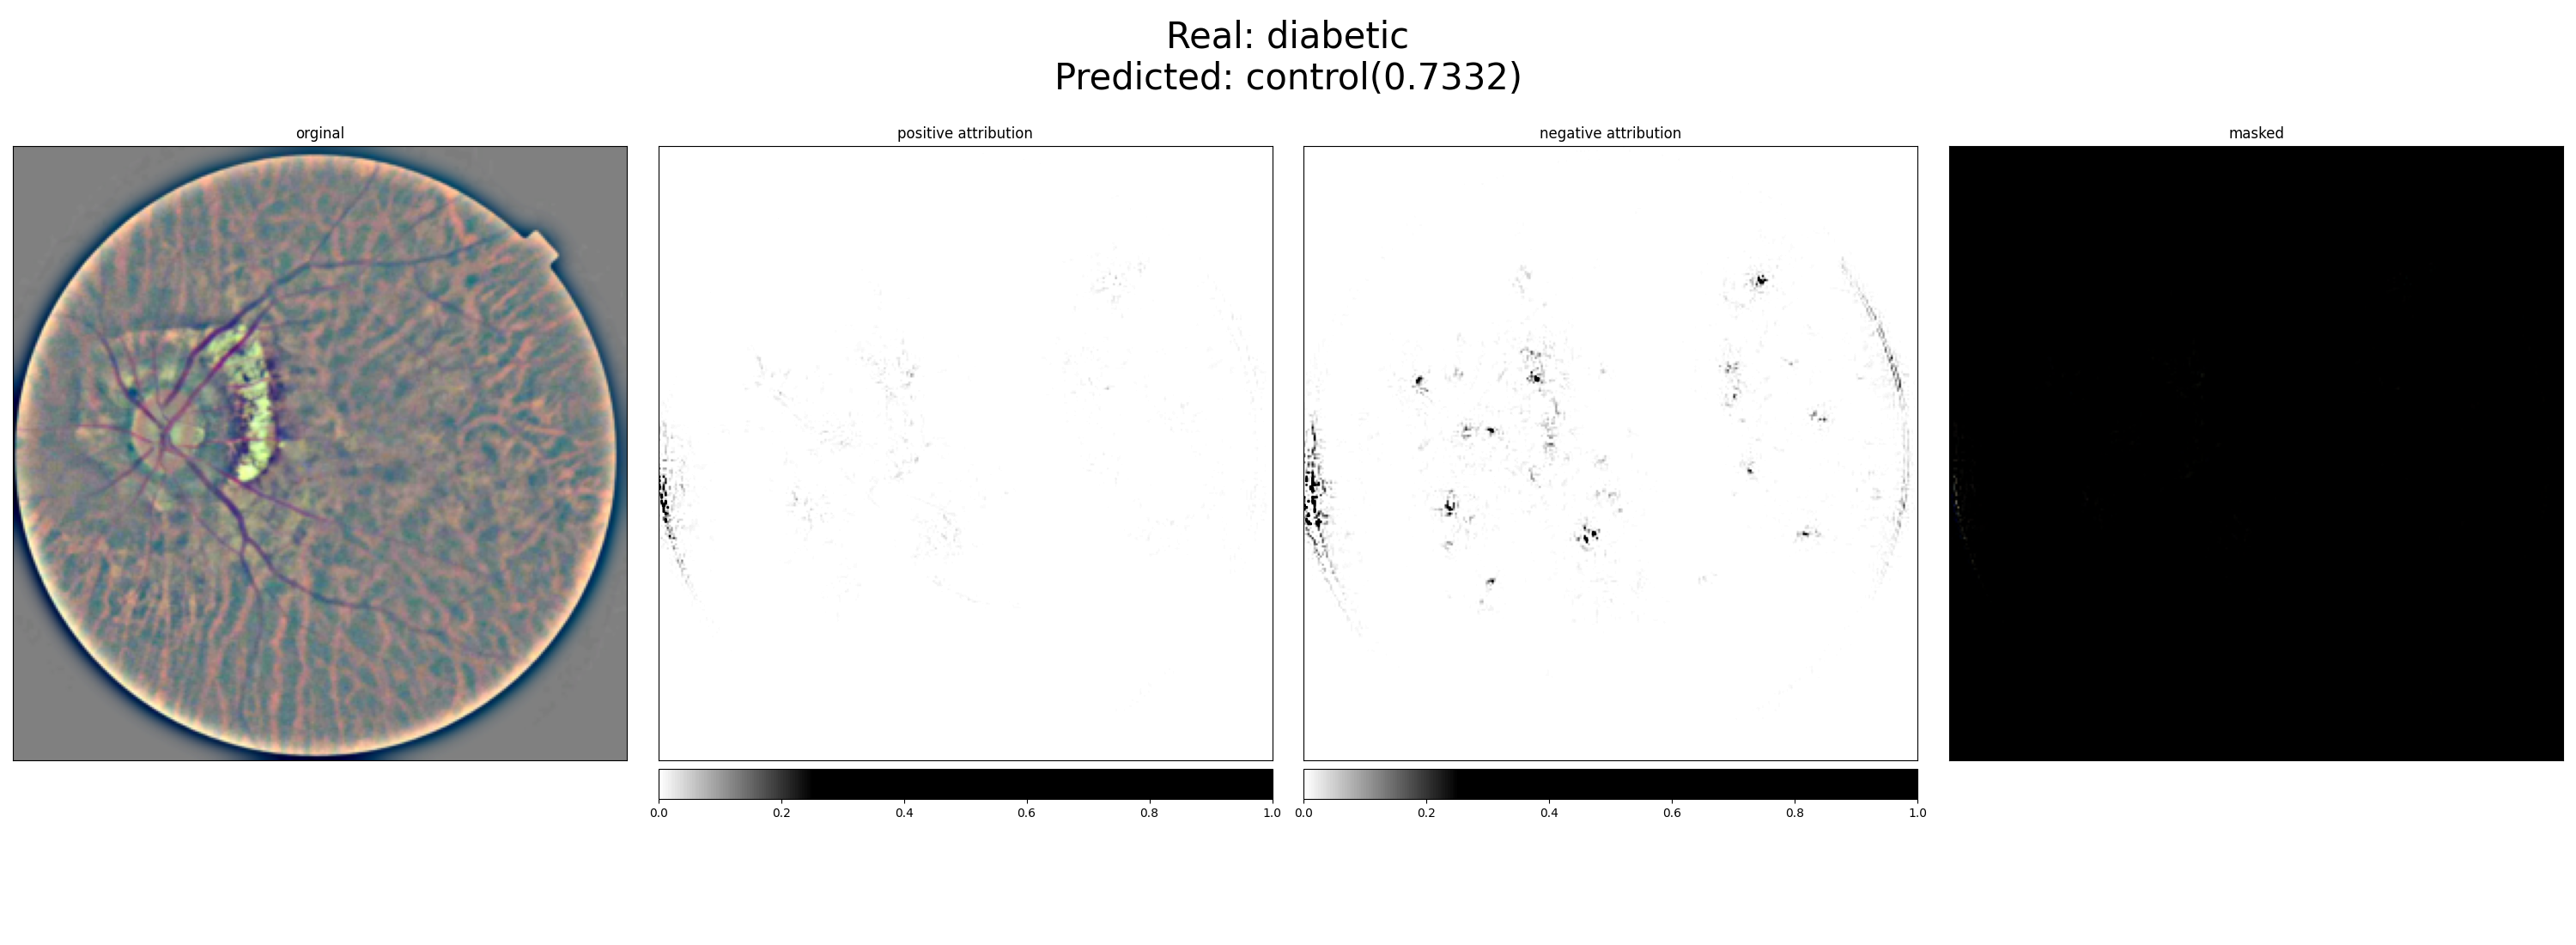 Real: diabetic
Predicted: control(0.7332)
orginal
positive attribution
negative attribution
masked
0.0 0.2 0.4 0.6 0.8 1.0
0.0 0.2 0.4 0.6 0.8 1.0